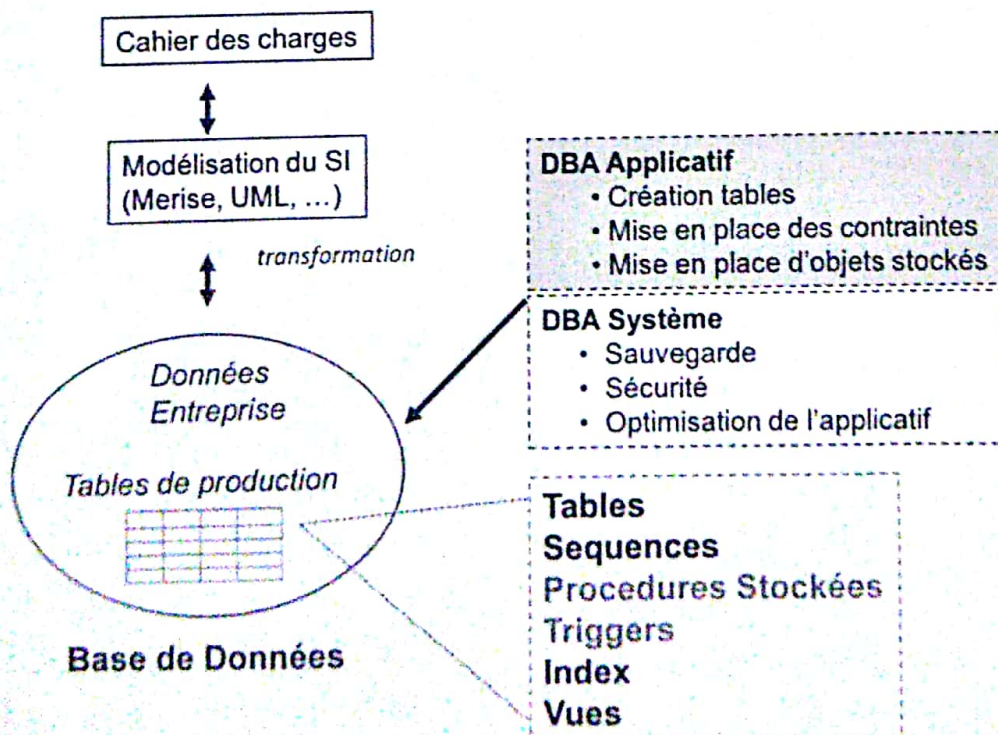 Cahier des charges
Modélisation du SI
(Merise, UML, …)
transformation
Données
Entreprise
Tables de production
Base de Données
DBA Applicatif
• Création tables
• Mise en place des contraintes
• Mise en place d'objets stockés
DBA Système
• Sauvegarde
• Sécurité
• Optimisation de l'applicatif
Tables
Sequences
Procedures Stockées
Triggers
Index
Vues